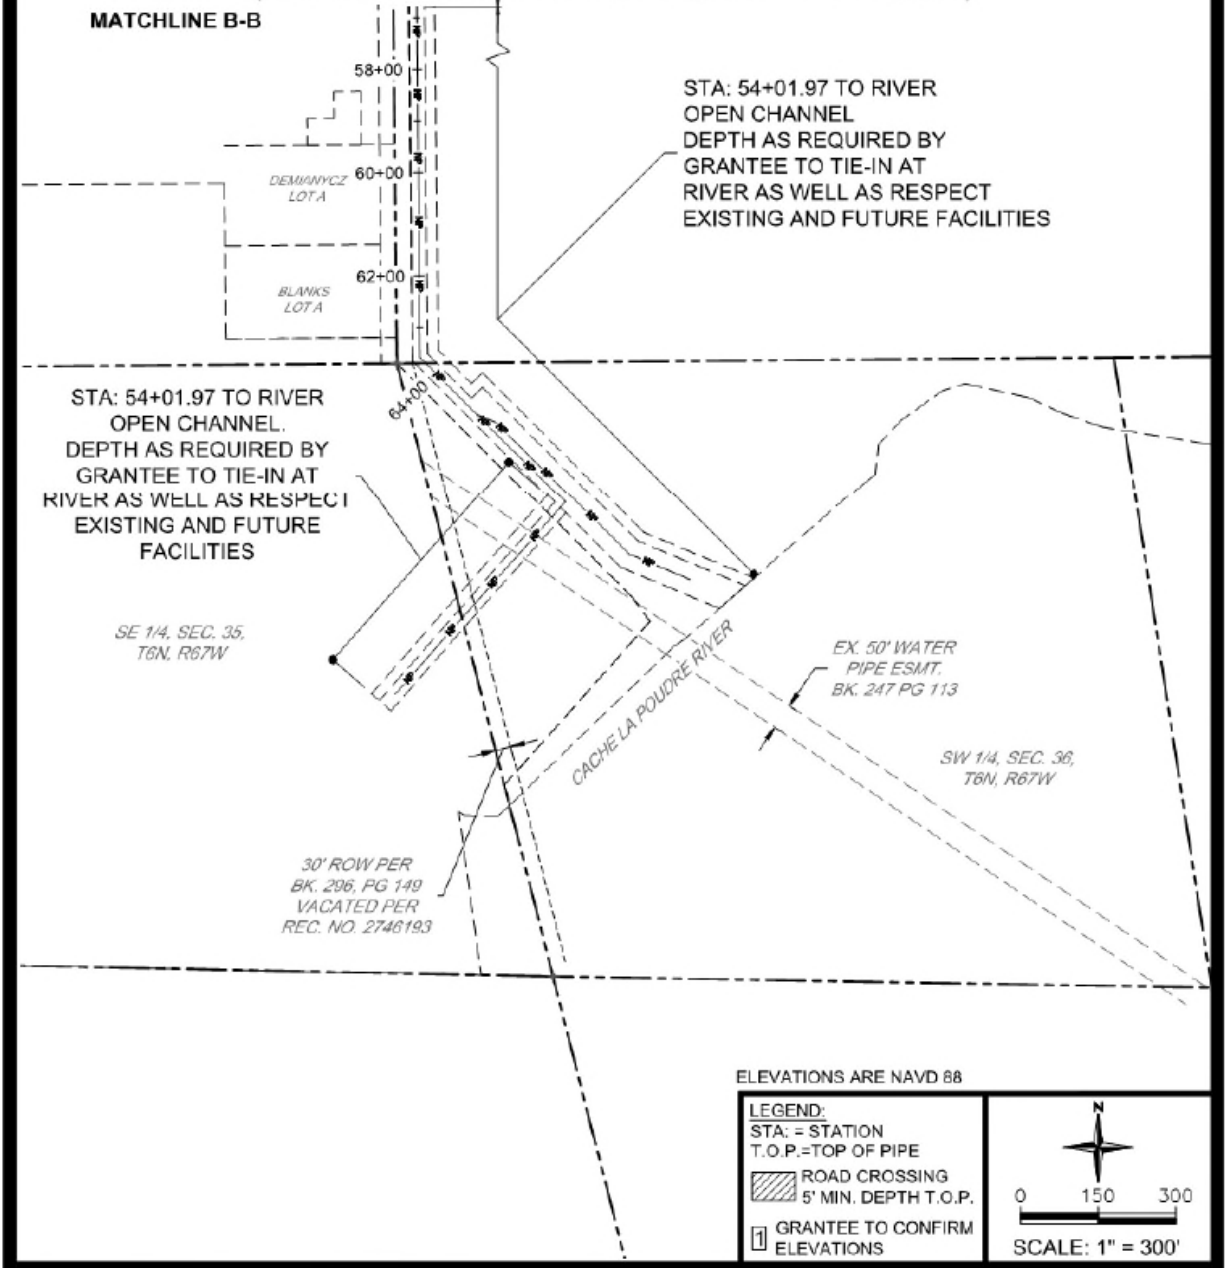 MATCHLINE B-B
58+00
STA: 54+01.97 TO RIVER
OPEN CHANNEL
DEPTH AS REQUIRED BY
GRANTEE TO TIE-IN AT
RIVER AS WELL AS RESPECT
EXISTING AND FUTURE FACILITIES
DEMIANYCZ
LOT A
60+00
62+00
BLANKS
LOT A
64+00
STA: 54+01.97 TO RIVER
OPEN CHANNEL.
DEPTH AS REQUIRED BY
GRANTEE TO TIE-IN AT
RIVER AS WELL AS RESPECT
EXISTING AND FUTURE
FACILITIES
SE 1/4, SEC. 35,
T6N, R67W
CACHE LA POUDRE RIVER
EX. 50' WATER
PIPE ESMT.
BK. 247 PG 113
SW 1/4, SEC. 36,
T6N, R67W
30' ROW PER
BK. 296, PG 149
VACATED PER
REC. NO. 2746193
ELEVATIONS ARE NAVD 88
LEGEND:
STA: = STATION
T.O.P.=TOP OF PIPE
ROAD CROSSING
5' MIN. DEPTH T.O.P.
1 GRANTEE TO CONFIRM
ELEVATIONS
N
0 150 300
SCALE: 1" = 300'